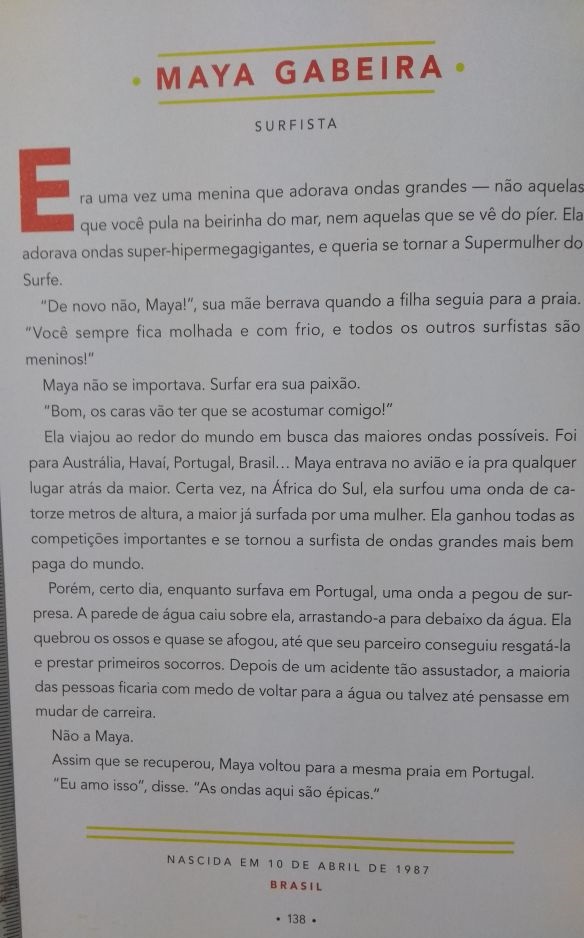 MAYA GABEIRA
SURFISTA
Era uma vez uma menina que adorava ondas grandes — não aquelas
que você pula na beirinha do mar, nem aquelas que se vê do píer. Ela
adorava ondas super-hipermegagigantes, e queria se tornar a Supermulher do
Surfe.
“De novo não, Maya!”, sua mãe berrava quando a filha seguia para a praia.
“Você sempre fica molhada e com frio, e todos os outros surfistas são
meninos!”
Maya não se importava. Surfar era sua paixão.
“Bom, os caras vão ter que se acostumar comigo!”
Ela viajou ao redor do mundo em busca das maiores ondas possíveis. Foi
para Austrália, Havaí, Portugal, Brasil... Maya entrava no avião e ia pra qualquer
lugar atrás da maior. Certa vez, na África do Sul, ela surfou uma onda de ca-
torze metros de altura, a maior já surfada por uma mulher. Ela ganhou todas as
competições importantes e se tornou a surfista de ondas grandes mais bem
paga do mundo.
Porém, certo dia, enquanto surfava em Portugal, uma onda a pegou de sur-
presa. A parede de água caiu sobre ela, arrastando-a para debaixo da água. Ela
quebrou os ossos e quase se afogou, até que seu parceiro conseguiu resgatá-la
e prestar primeiros socorros. Depois de um acidente tão assustador, a maioria
das pessoas ficaria com medo de voltar para a água ou talvez até pensasse em
mudar de carreira.
Não a Maya.
Assim que se recuperou, Maya voltou para a mesma praia em Portugal.
“Eu amo isso”, disse. “As ondas aqui são épicas.”
NASCIDA EM 10 DE ABRIL DE 1987
BRASIL
• 138 •